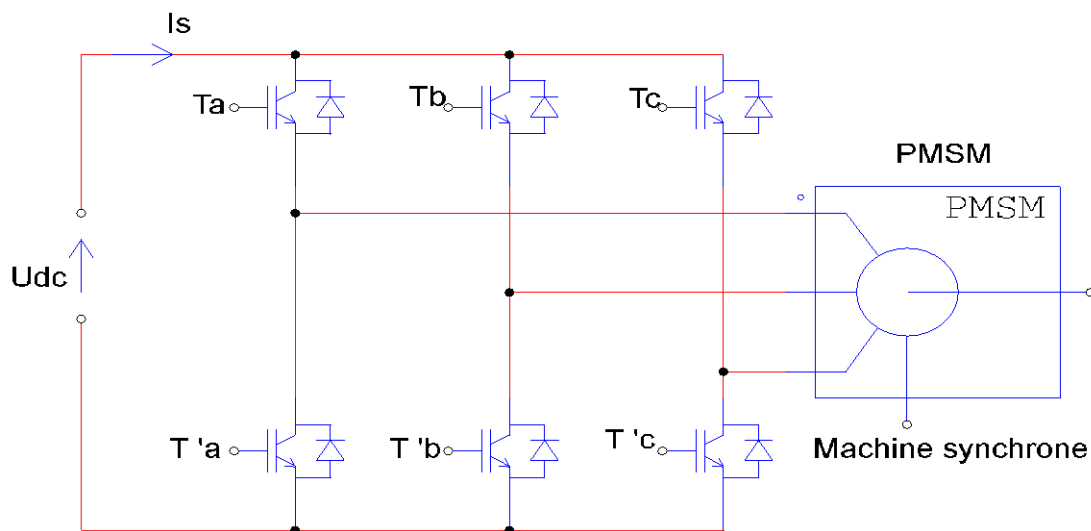 Is
Ta
Tb
Tc
PMSM
PMSM
Udc
T 'a
T 'b
T 'c
Machine synchrone